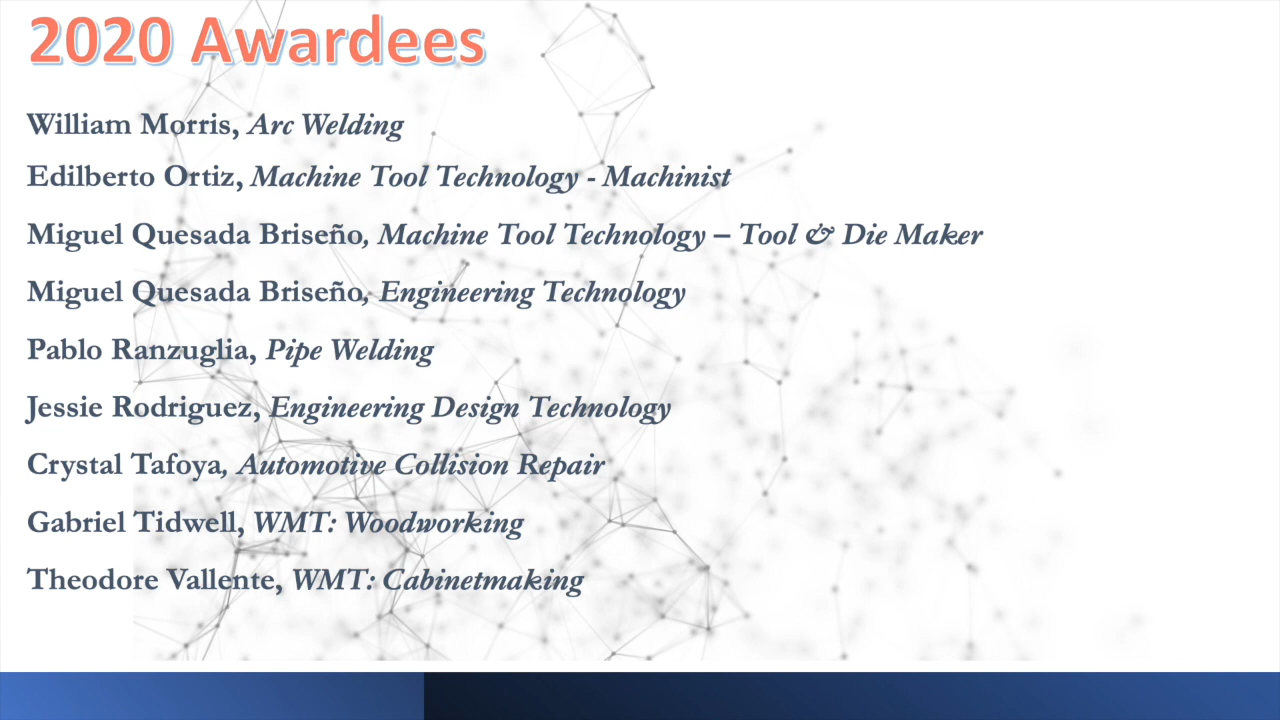 2020 Awardees
William Morris, Arc Welding
Edilberto Ortiz, Machine Tool Technology - Machinist
Miguel Quesada Briseño, Machine Tool Technology – Tool & Die Maker
Miguel Quesada Briseño, Engineering Technology
Pablo Ranzuglia, Pipe Welding
Jessie Rodriguez, Engineering Design Technology
Crystal Tafoya, Automotive Collision Repair
Gabriel Tidwell, WMT: Woodworking
Theodore Vallente, WMT: Cabinetmaking